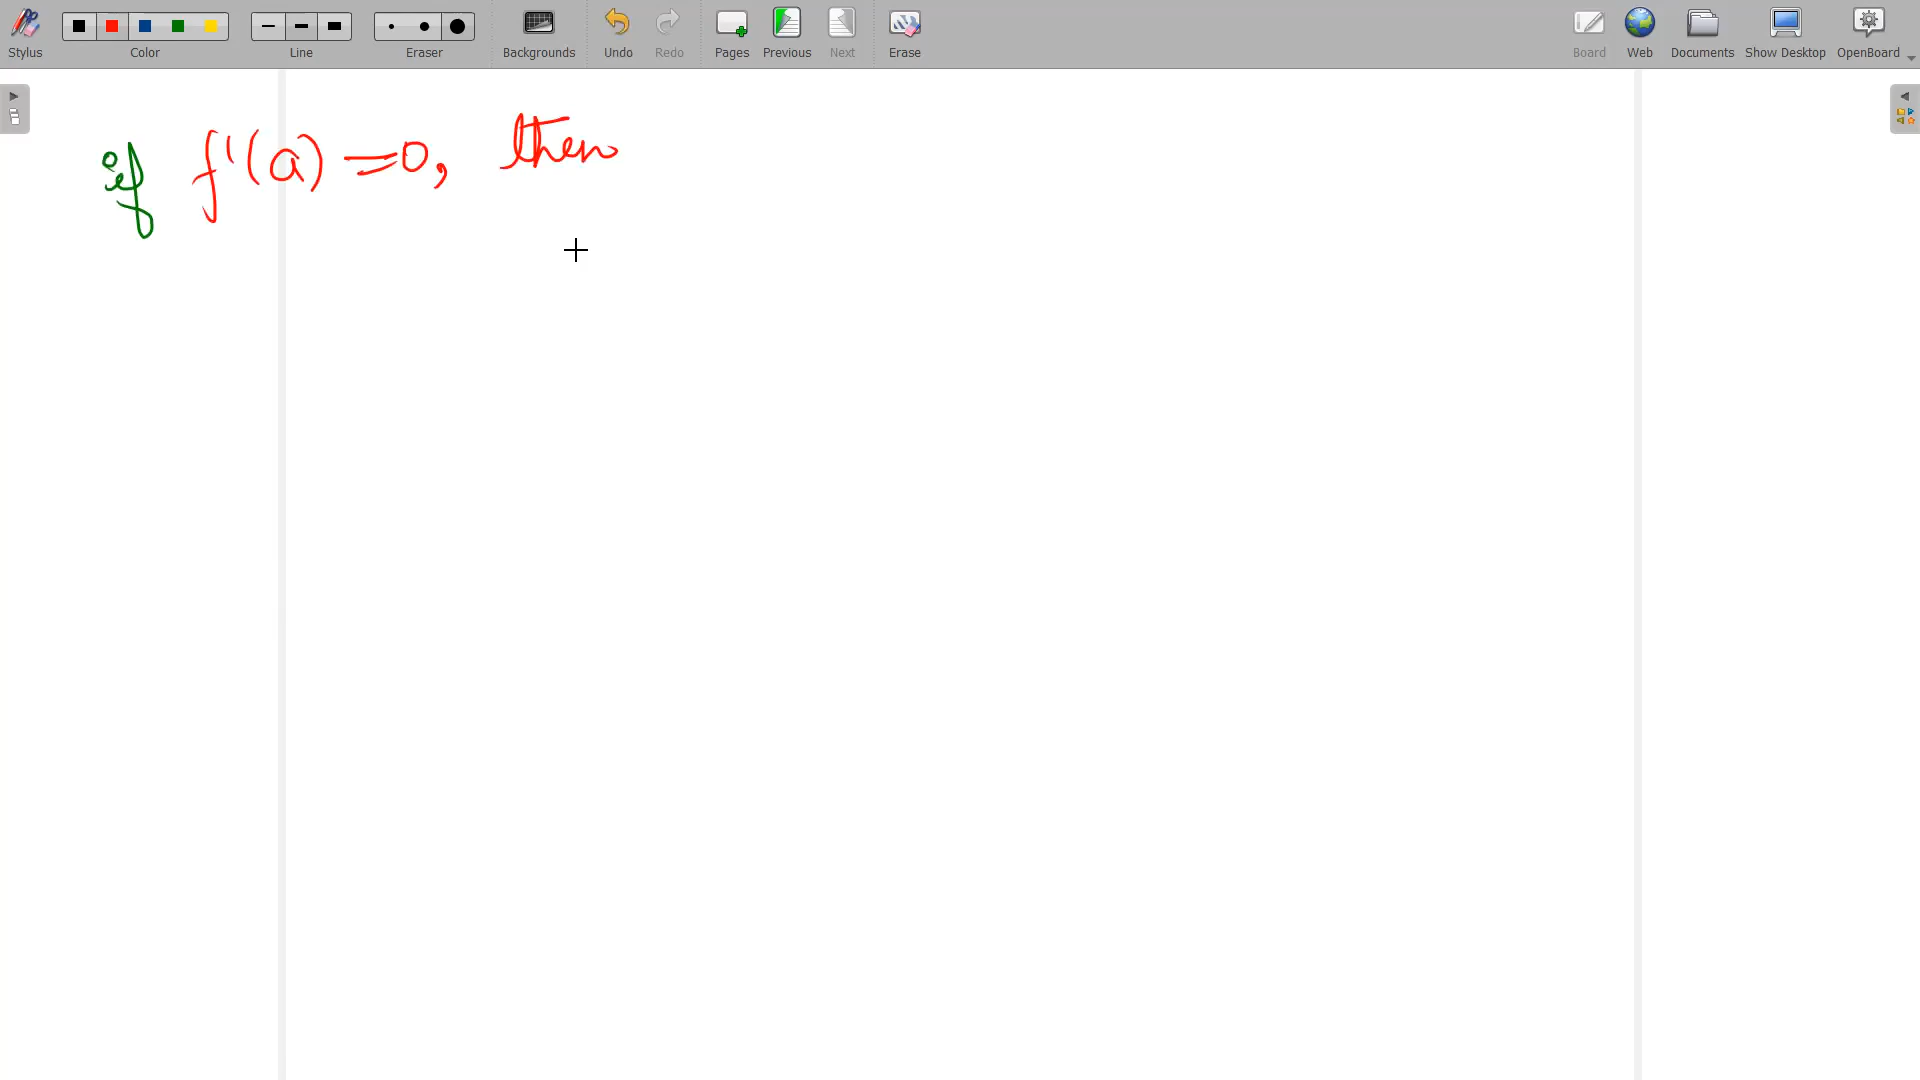 Stylus Color Line Eraser Backgrounds Undo Redo Pages Previous Next Erase Board Web Documents Show Desktop OpenBoard
if f'(a) = 0, then